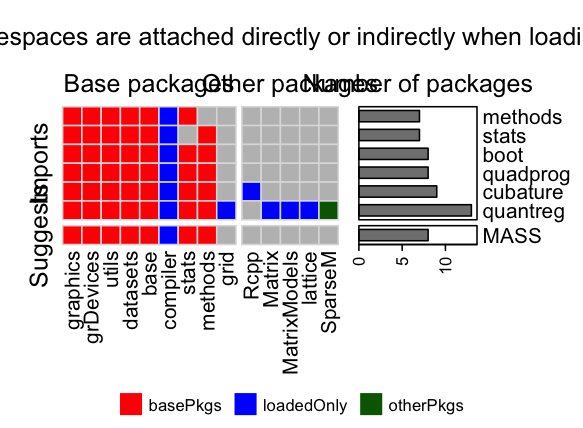 espaces are attached directly or indirectly when loadi
Base packages
Other packages
Number of packages
Imports
Suggests
methods
stats
boot
quadprog
cubature
quantreg
MASS
graphics
grDevices
utils
datasets
base
compiler
stats
methods
grid
Rcpp
Matrix
MatrixModels
lattice
SparseM
0
5
10
basePkgs
loadedOnly
otherPkgs